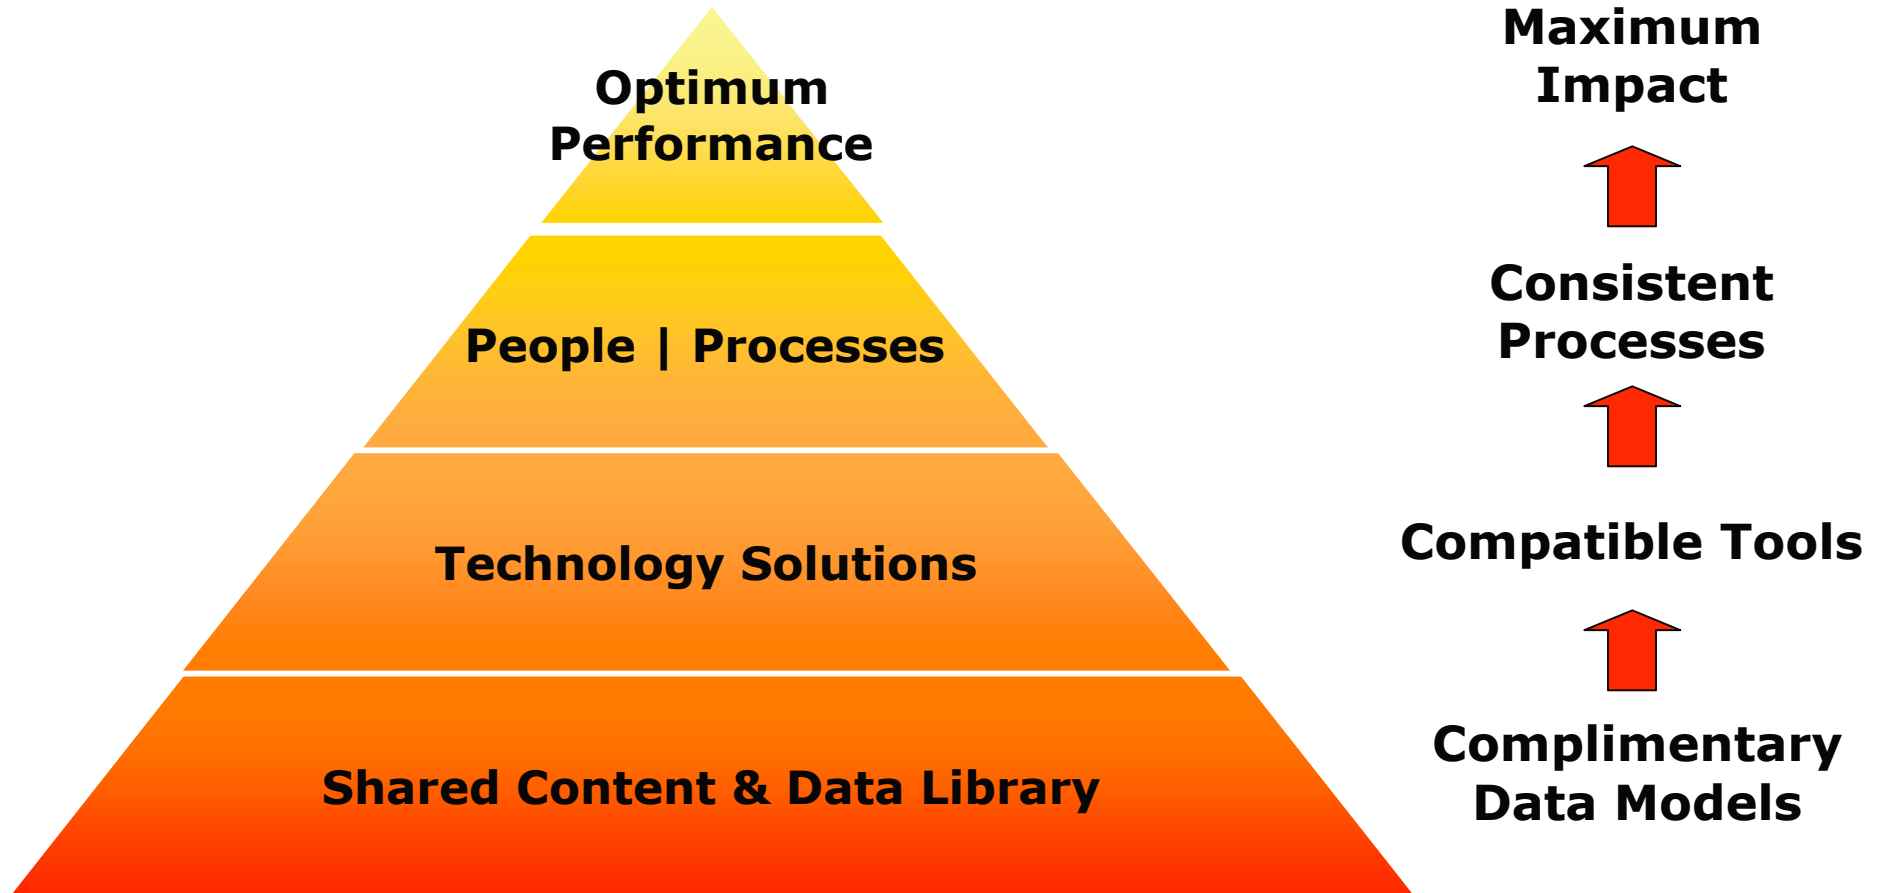 Optimum
Performance
People | Processes
Technology Solutions
Shared Content & Data Library
Maximum
Impact
Consistent
Processes
Compatible Tools
Complimentary
Data Models